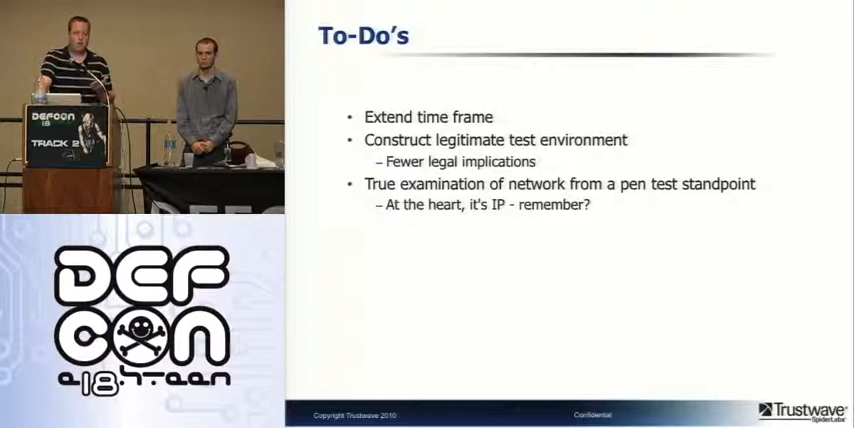 To-Do's
• Extend time frame
• Construct legitimate test environment
– Fewer legal implications
• True examination of network from a pen test standpoint
– At the heart, it's IP - remember?
DEFCON
18
TRACK 2
DEF
CON
e18hteen
Copyright Trustwave 2010
Confidential
Trustwave®
SpiderLabs®